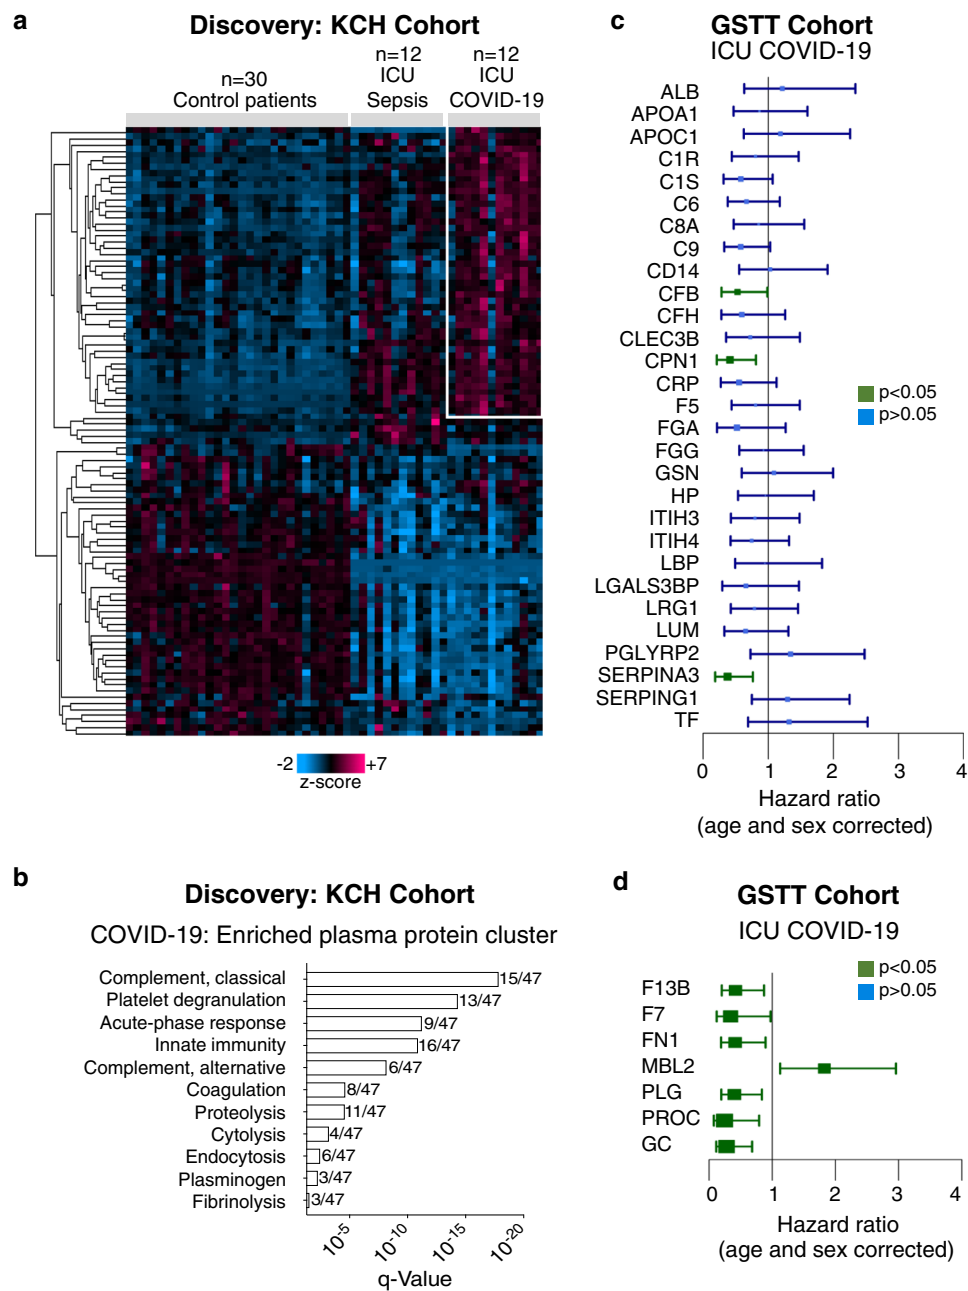 a
Discovery: KCH Cohort
n=30
Control patients
n=12
ICU
Sepsis
n=12
ICU
COVID-19
-2
+7
z-score
b
Discovery: KCH Cohort
COVID-19: Enriched plasma protein cluster
Complement, classical 15/47
Platelet degranulation 13/47
Acute-phase response 9/47
Innate immunity 16/47
Complement, alternative 6/47
Coagulation 8/47
Proteolysis 11/47
Cytolysis 4/47
Endocytosis 6/47
Plasminogen 3/47
Fibrinolysis 3/47
10-5 10-10 10-15 10-20
q-Value
c
GSTT Cohort
ICU COVID-19
ALB
APOA1
APOC1
C1R
C1S
C6
C8A
C9
CD14
CFB
CFH
CLEC3B
CPN1
CRP
F5
FGA
FGG
GSN
HP
ITIH3
ITIH4
LBP
LGALS3BP
LRG1
LUM
PGLYRP2
SERPINA3
SERPING1
TF
p<0.05
p>0.05
0 1 2 3 4
Hazard ratio
(age and sex corrected)
d
GSTT Cohort
ICU COVID-19
p<0.05
p>0.05
F13B
F7
FN1
MBL2
PLG
PROC
GC
0 1 2 3 4
Hazard ratio
(age and sex corrected)